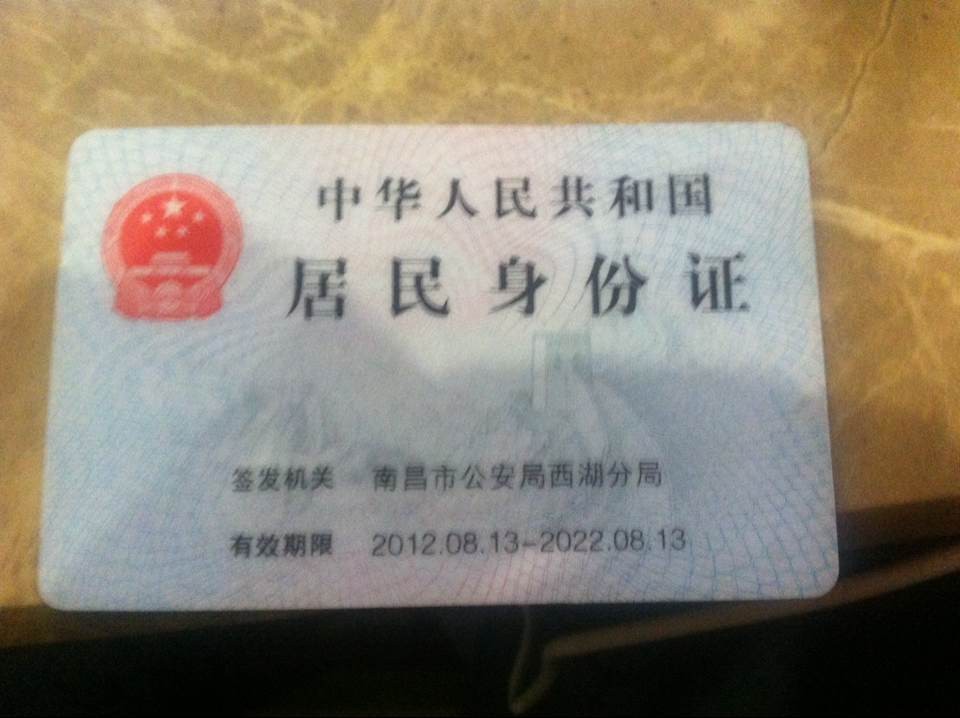 中华人民共和国
居民身份证
签发机关 南昌市公安局西湖分局
有效期限 2012.08.13-2022.08.13